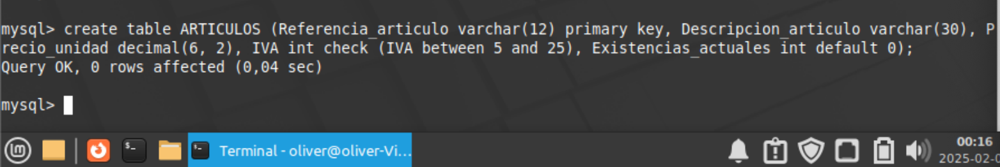 mysql> create table ARTICULOS (Referencia_articulo varchar(12) primary key, Descripcion_articulo varchar(30), P
recio_unidad decimal(6, 2), IVA int check (IVA between 5 and 25), Existencias_actuales int default 0);
Query OK, 0 rows affected (0,04 sec)
mysql>
Terminal - oliver@oliver-Vi...
00:16
2025-02-0